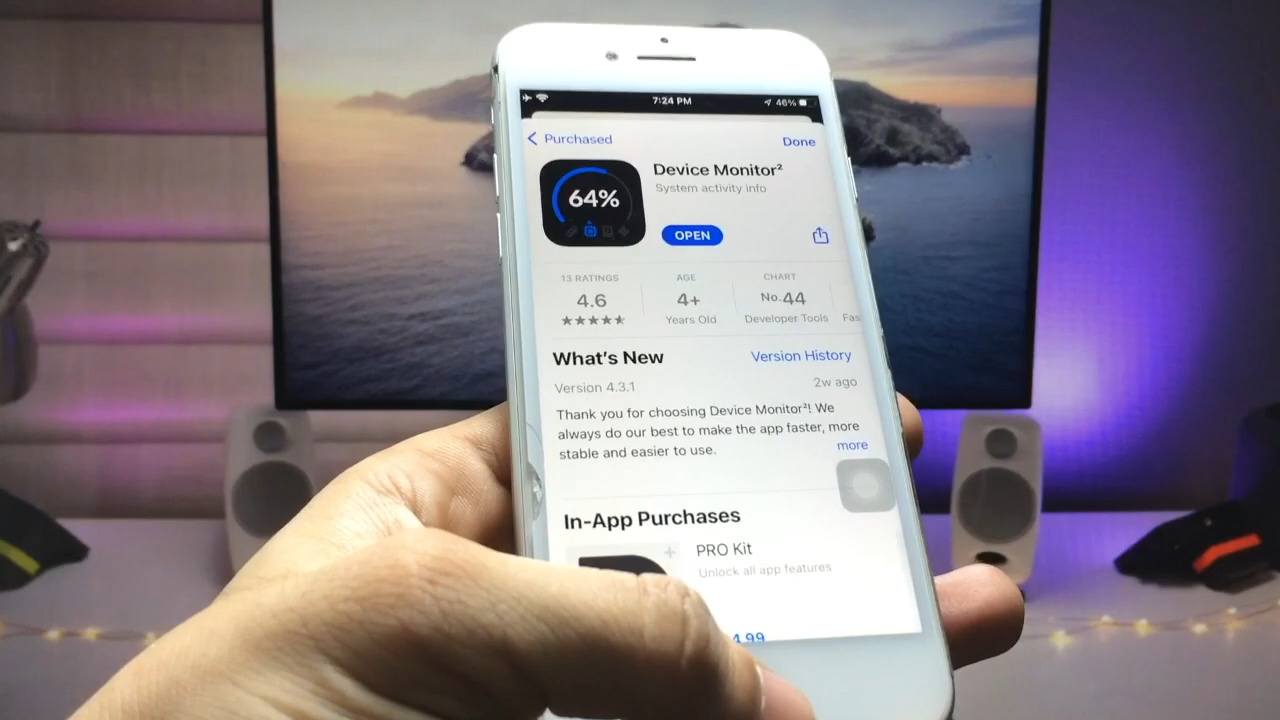 7:24 PM
46%
Purchased
Done
64%
Device Monitor²
System activity info
OPEN
13 RATINGS
AGE
CHART
4.6
4+
No.44
★★★★★
Years Old
Developer Tools
Fas
What's New
Version History
Version 4.3.1
2w ago
Thank you for choosing Device Monitor²! We
always do our best to make the app faster, more
stable and easier to use.
more
In-App Purchases
PRO Kit
Unlock all app features
4.99